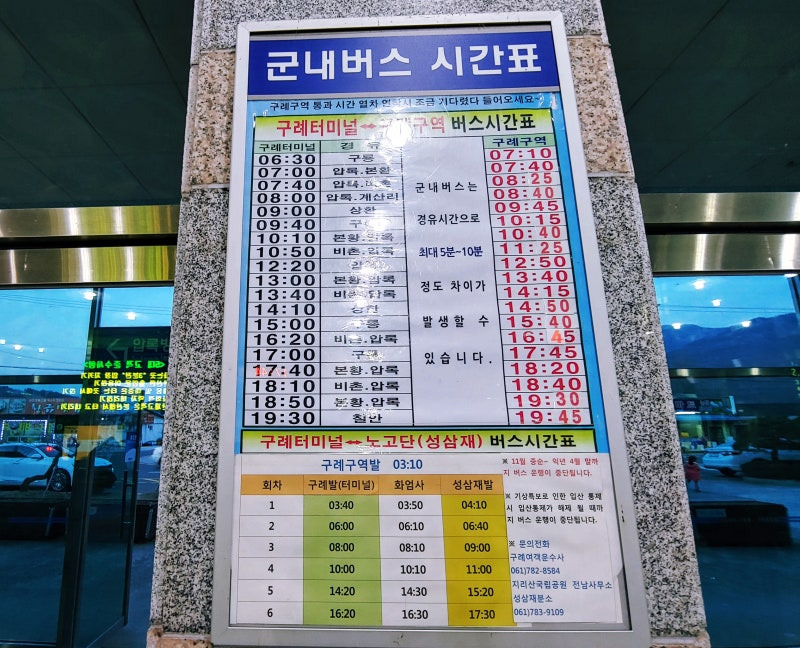 군내버스 시간표
구례구역 통과 시간 열차 조금 기다렸다 들어오세요~
구례터미널↔구례구역 버스시간표
구례터미널 경 유 구례구역
06:30 구릉 07:10
07:00 압록.본환 07:40
07:40 압록 08:25
08:00 압록.계산리 08:40
09:00 상환 09:45
09:40 10:15
10:10 본황.압록 10:40
10:50 비촌.압록 11:25
12:20 12:50
13:00 본황.압록 13:40
13:40 비촌.압록 14:15
14:10 14:50
15:00 15:40
16:20 비촌.압록 16:45
17:00 17:45
17:40 본황.압록 18:20
18:10 비촌.압록 18:40
18:50 본황.압록 19:30
19:30 철안 19:45
군내버스는
경유시간으로
최대 5분~10분
정도 차이가
발생할 수
있습니다.
구례터미널↔노고단(성삼재) 버스시간표
구례구역발 03:10
회차 구례발(터미널) 화엄사 성삼재발
1 03:40 03:50 04:10
2 06:00 06:10 06:40
3 08:00 08:10 09:00
4 10:00 10:10 11:00
5 14:20 14:30 15:20
6 16:20 16:30 17:30
※ 11월 중순~ 익년 4월 말까
지 버스 운행이 중단됩니다.
※ 기상특보로 인한 입산 통제
시 입산통제가 해제 될 때까
지 버스 운행이 중단됩니다.
※ 문의전화
구례여객운수사
061)782-8584
지리산국립공원 전남사무소
성삼재분소
061)783-9109